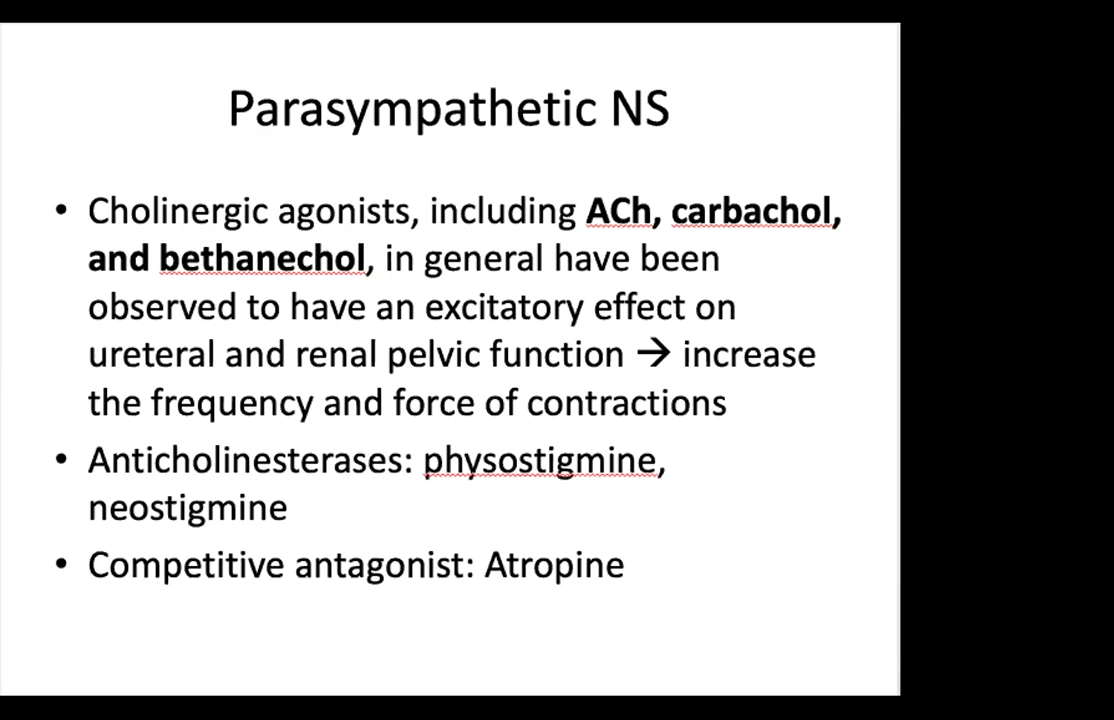 Parasympathetic NS
• Cholinergic agonists, including ACh, carbachol,
and bethanechol, in general have been
observed to have an excitatory effect on
ureteral and renal pelvic function → increase
the frequency and force of contractions
• Anticholinesterases: physostigmine,
neostigmine
• Competitive antagonist: Atropine